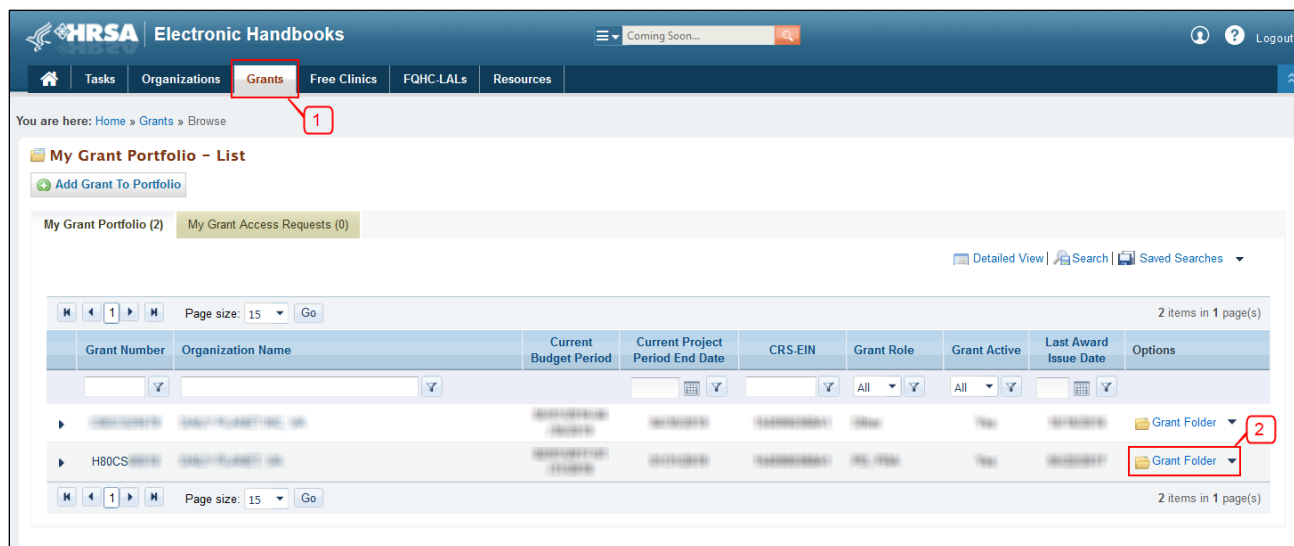 HRSA Electronic Handbooks Coming Soon... Logout
Tasks Organizations Grants Free Clinics FQHC-LALs Resources
1
You are here: Home » Grants » Browse
My Grant Portfolio - List
Add Grant To Portfolio
My Grant Portfolio (2) My Grant Access Requests (0)
Detailed View | Search | Saved Searches
1 Page size: 15 Go 2 items in 1 page(s)
Grant Number Organization Name Current Budget Period Current Project Period End Date CRS-EIN Grant Role Grant Active Last Award Issue Date Options
All All
Grant Folder
2
H80CS Grant Folder
1 Page size: 15 Go 2 items in 1 page(s)